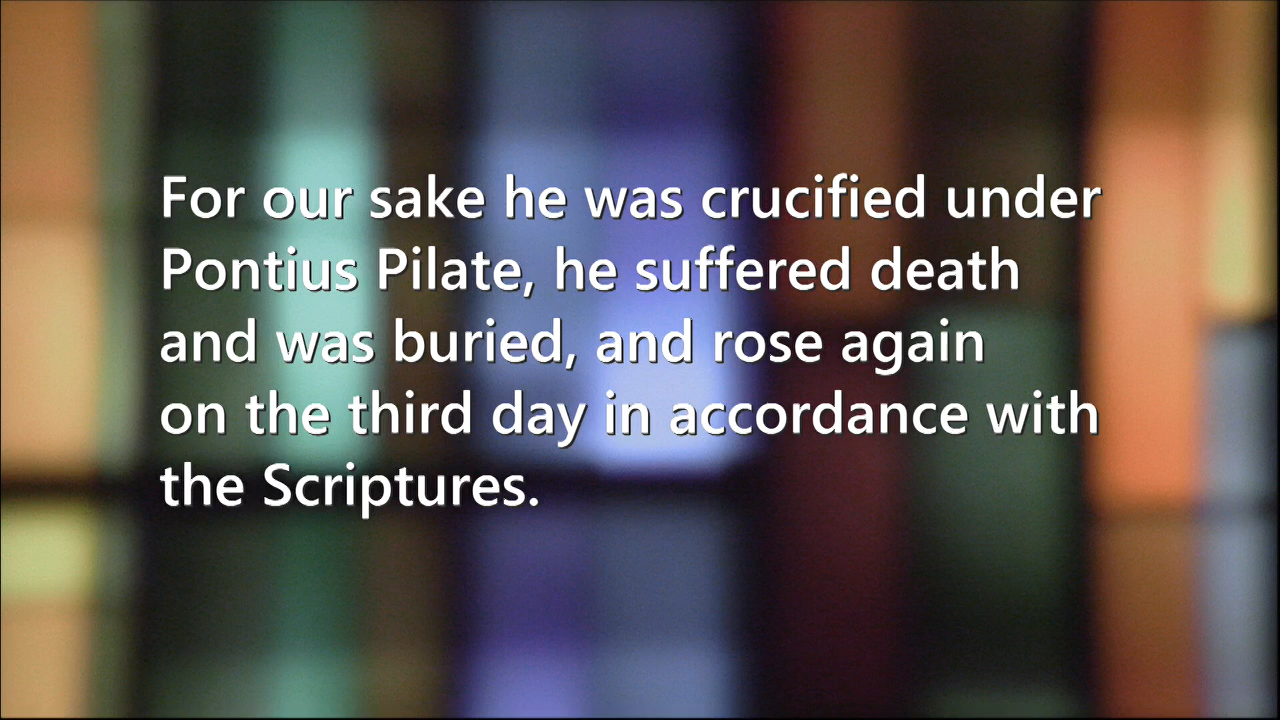 For our sake he was crucified under
Pontius Pilate, he suffered death
and was buried, and rose again
on the third day in accordance with
the Scriptures.